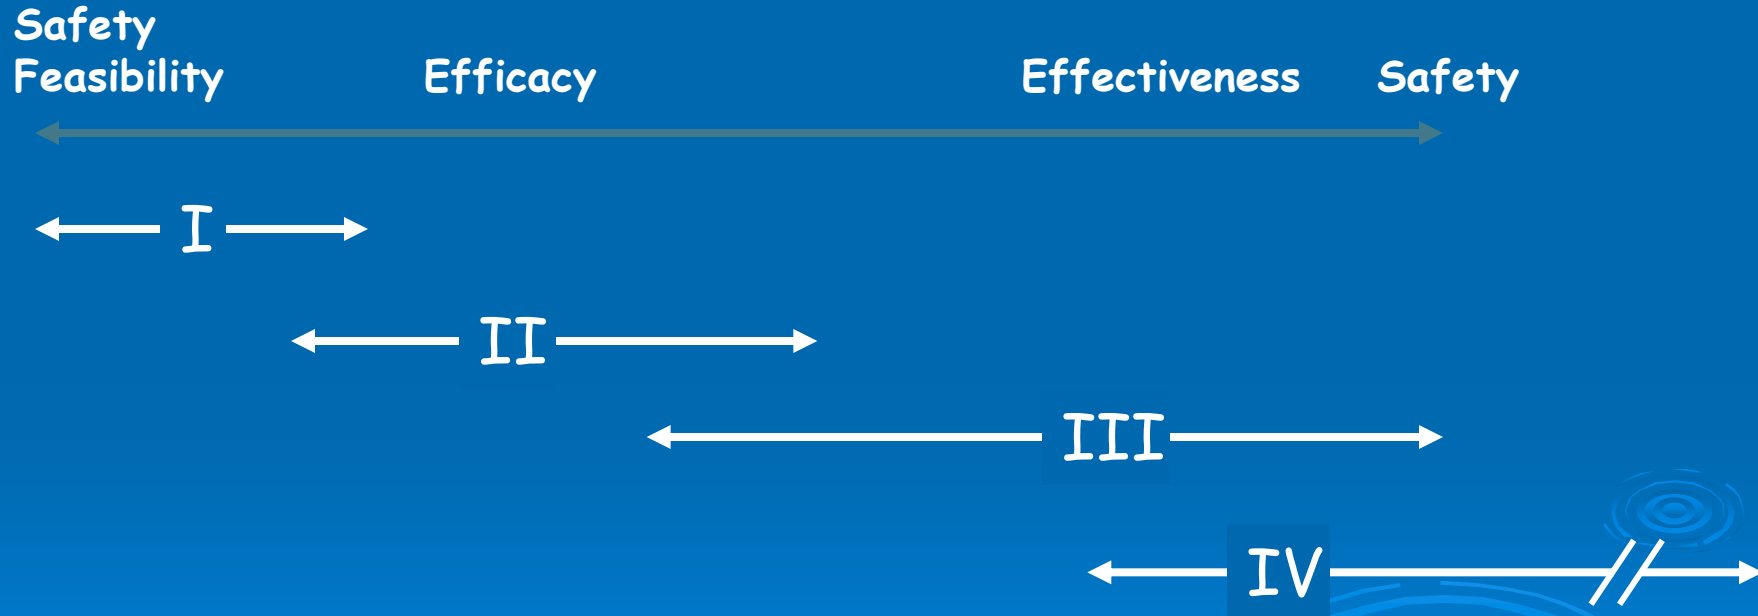 Safety
Feasibility Efficacy Effectiveness Safety
I
II
III
IV